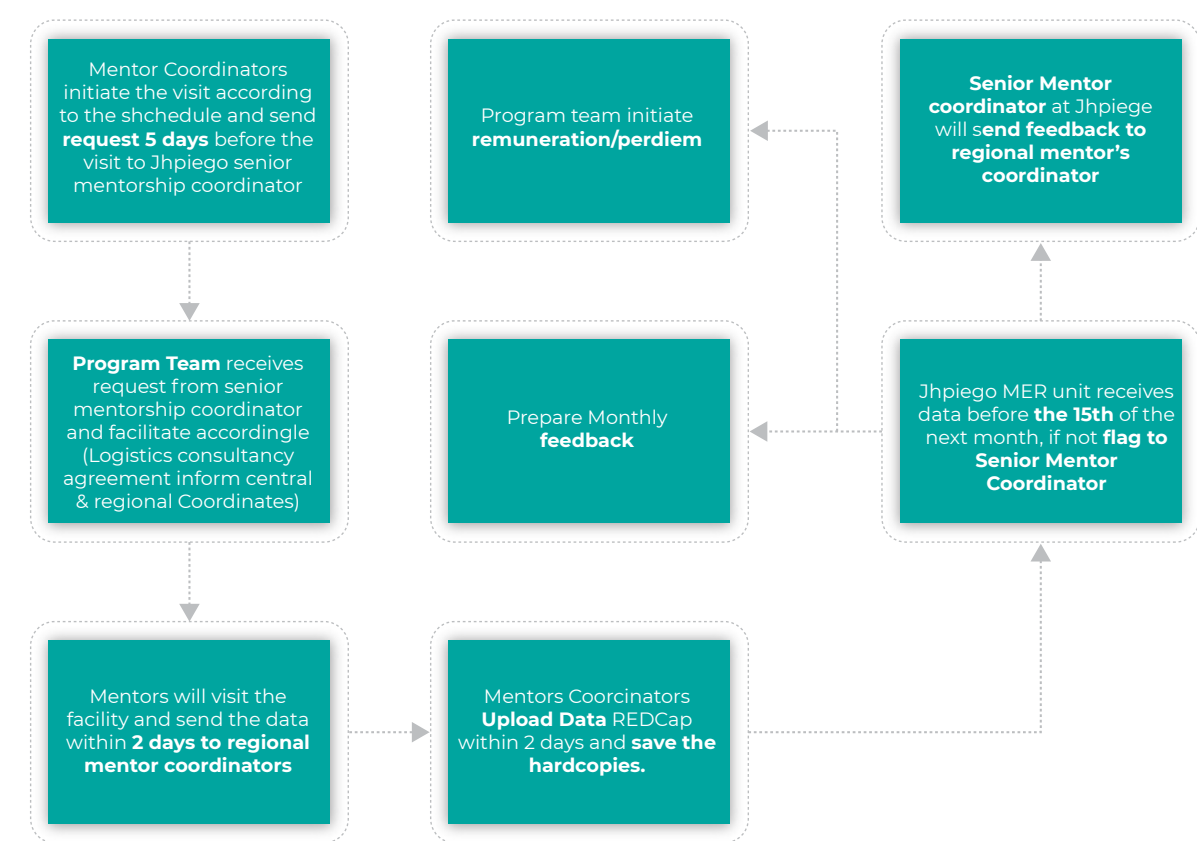 Mentor Coordinators
initiate the visit according
to the shchedule and send
request 5 days before the
visit to Jhpiego senior
mentorship coordinator
Program team initiate
remuneration/perdiem
Senior Mentor
coordinator at Jhpiege
will send feedback to
regional mentor's
coordinator
Program Team receives
request from senior
mentorship coordinator
and facilitate accordingle
(Logistics consultancy
agreement inform central
& regional Coordinates)
Prepare Monthly
feedback
Jhpiego MER unit receives
data before the 15th of the
next month, if not flag to
Senior Mentor
Coordinator
Mentors will visit the
facility and send the data
within 2 days to regional
mentor coordinators
Mentors Coorcinators
Upload Data REDCap
within 2 days and save the
hardcopies.